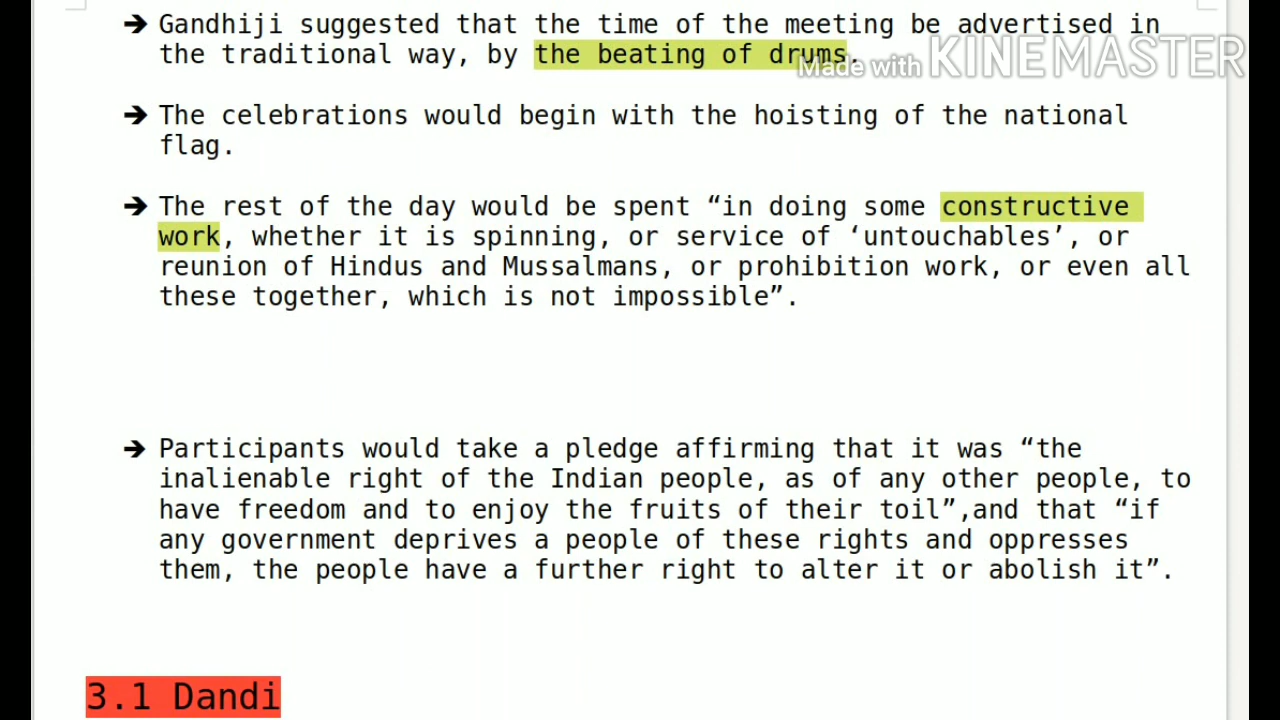 ➔ Gandhiji suggested that the time of the meeting be advertised in
the traditional way, by the beating of drums.
Made with KINEMASTER
➔ The celebrations would begin with the hoisting of the national
flag.
➔ The rest of the day would be spent “in doing some constructive
work, whether it is spinning, or service of ‘untouchables’, or
reunion of Hindus and Mussalmans, or prohibition work, or even all
these together, which is not impossible”.
➔ Participants would take a pledge affirming that it was “the
inalienable right of the Indian people, as of any other people, to
have freedom and to enjoy the fruits of their toil”,and that “if
any government deprives a people of these rights and oppresses
them, the people have a further right to alter it or abolish it”.
3.1 Dandi